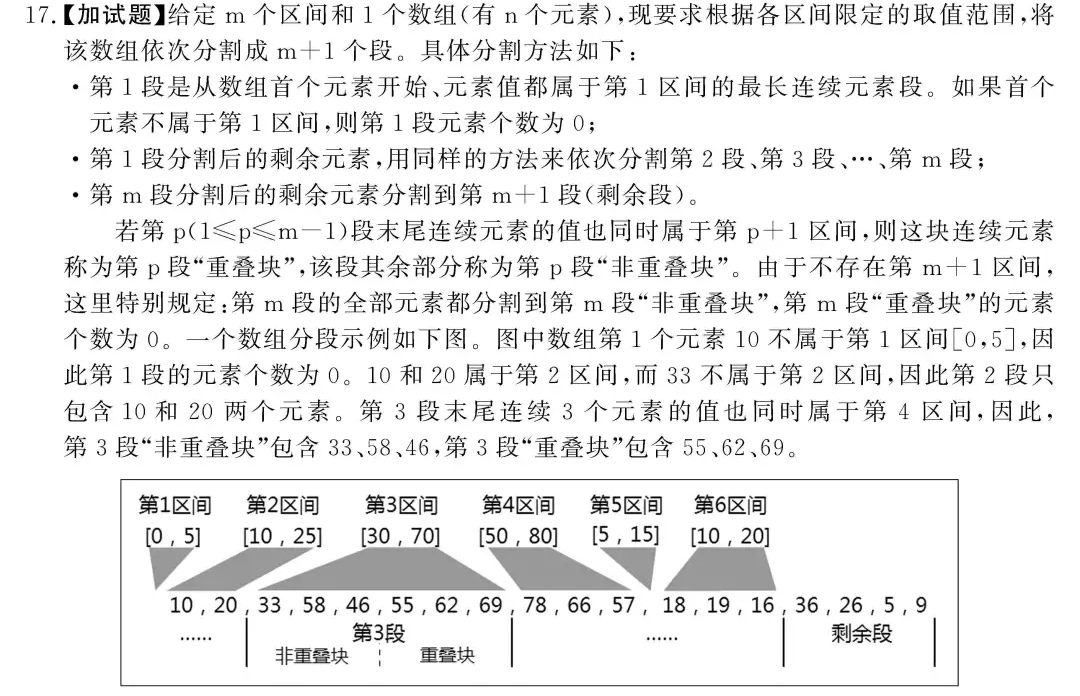 17.【加试题】给定 m 个区间和 1 个数组(有 n 个元素),现要求根据各区间限定的取值范围,将
该数组依次分割成 m+1 个段。具体分割方法如下:
·第 1 段是从数组首个元素开始、元素值都属于第 1 区间的最长连续元素段。如果首个
元素不属于第 1 区间,则第 1 段元素个数为 0;
·第 1 段分割后的剩余元素,用同样的方法来依次分割第 2 段、第 3 段、…、第 m 段;
·第 m 段分割后的剩余元素分割到第 m+1 段(剩余段)。
若第 p(1≤p≤m-1)段末尾连续元素的值也同时属于第 p+1 区间,则这块连续元素
称为第 p 段“重叠块”,该段其余部分称为第 p 段“非重叠块”。由于不存在第 m+1 区间,
这里特别规定:第 m 段的全部元素都分割到第 m 段“非重叠块”,第 m 段“重叠块”的元素
个数为 0。一个数组分段示例如下图。图中数组第 1 个元素 10 不属于第 1 区间[0,5],因
此第 1 段的元素个数为 0。10 和 20 属于第 2 区间,而 33 不属于第 2 区间,因此第 2 段只
包含 10 和 20 两个元素。第 3 段末尾连续 3 个元素的值也同时属于第 4 区间,因此,
第 3 段“非重叠块”包含 33、58、46,第 3 段“重叠块”包含 55、62、69。
第1区间 第2区间 第3区间 第4区间 第5区间 第6区间
[0 , 5] [10 , 25] [30 , 70] [50 , 80] [5 , 15] [10 , 20]
10 , 20 , 33 , 58 , 46 , 55 , 62 , 69 , 78 , 66 , 57 , 18 , 19 , 16 , 36 , 26 , 5 , 9
...... 第3段 ...... 剩余段
非重叠块 重叠块